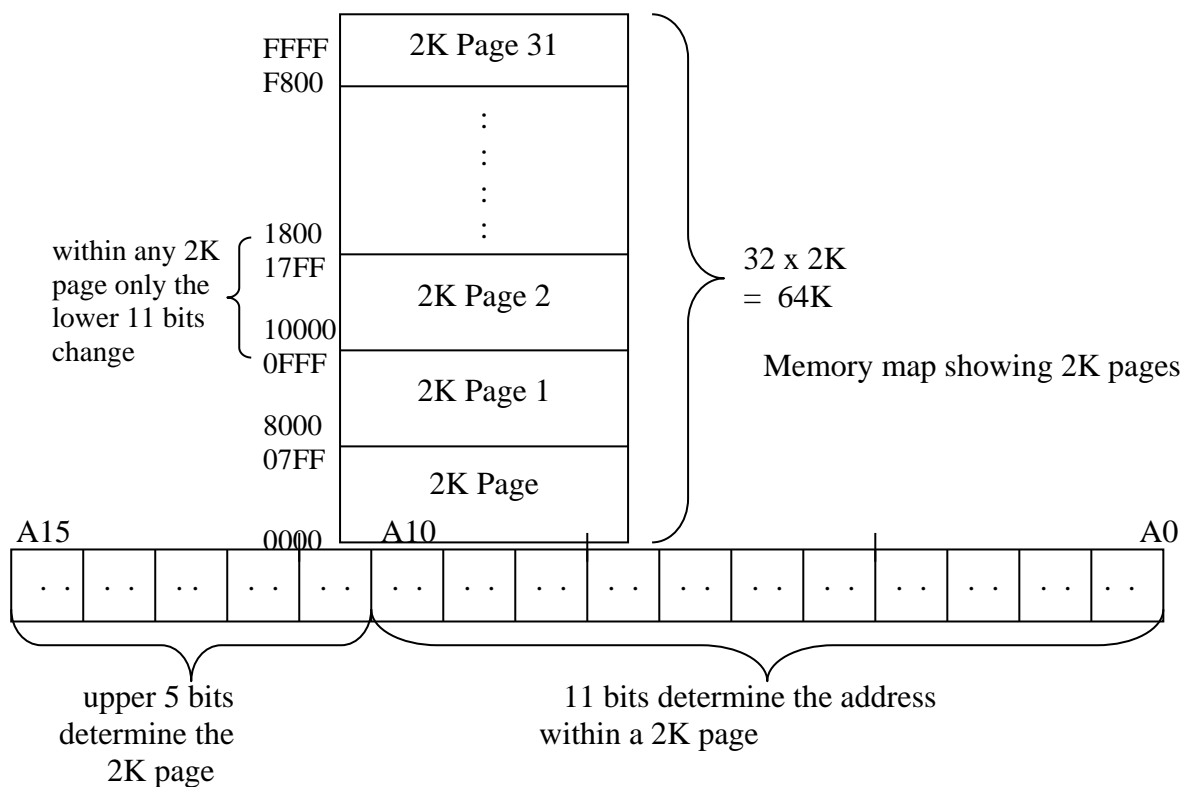 FFFF
2K Page 31
F800
:
:
:
:
1800
17FF
within any 2K
page only the
lower 11 bits
change
2K Page 2
10000
0FFF
32 x 2K
= 64K
Memory map showing 2K pages
2K Page 1
8000
07FF
2K Page
0000
A15
A10
A0
. . . . . . . . . . . . . . . . . . . . . . . . . . . . . . . .
upper 5 bits
determine the
2K page
11 bits determine the address
within a 2K page